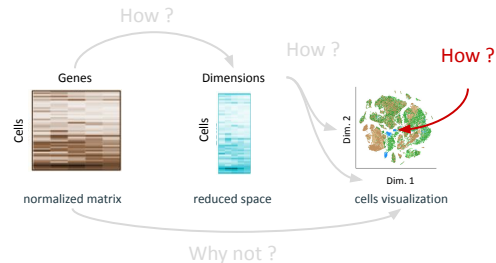 How ?
How ?
How ?
Genes
Dimensions
Cells
Cells
Dim. 2
Dim. 1
normalized matrix
reduced space
cells visualization
Why not ?